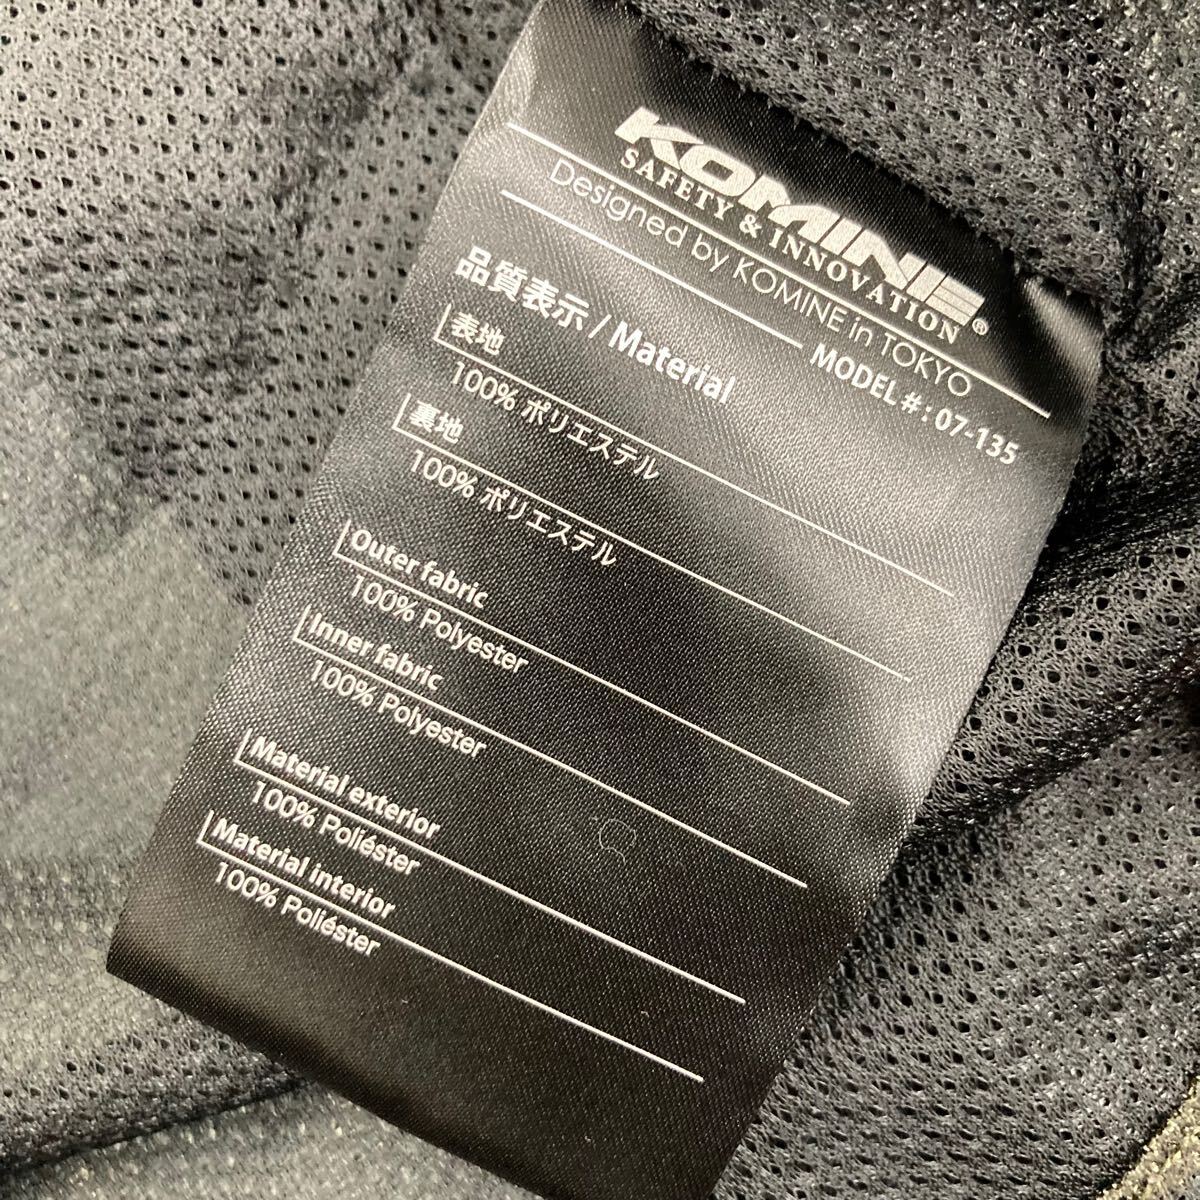 KOMINE®
SAFETY & INNOVATION
Designed by KOMINE in TOKYO
MODEL#: 07-135
品質表示 / Material
表地
100% ポリエステル
裏地
100% ポリエステル
Outer fabric
100% Polyester
Inner fabric
100% Polyester
Material exterior
100% Poliéster
Material interior
100% Poliéster